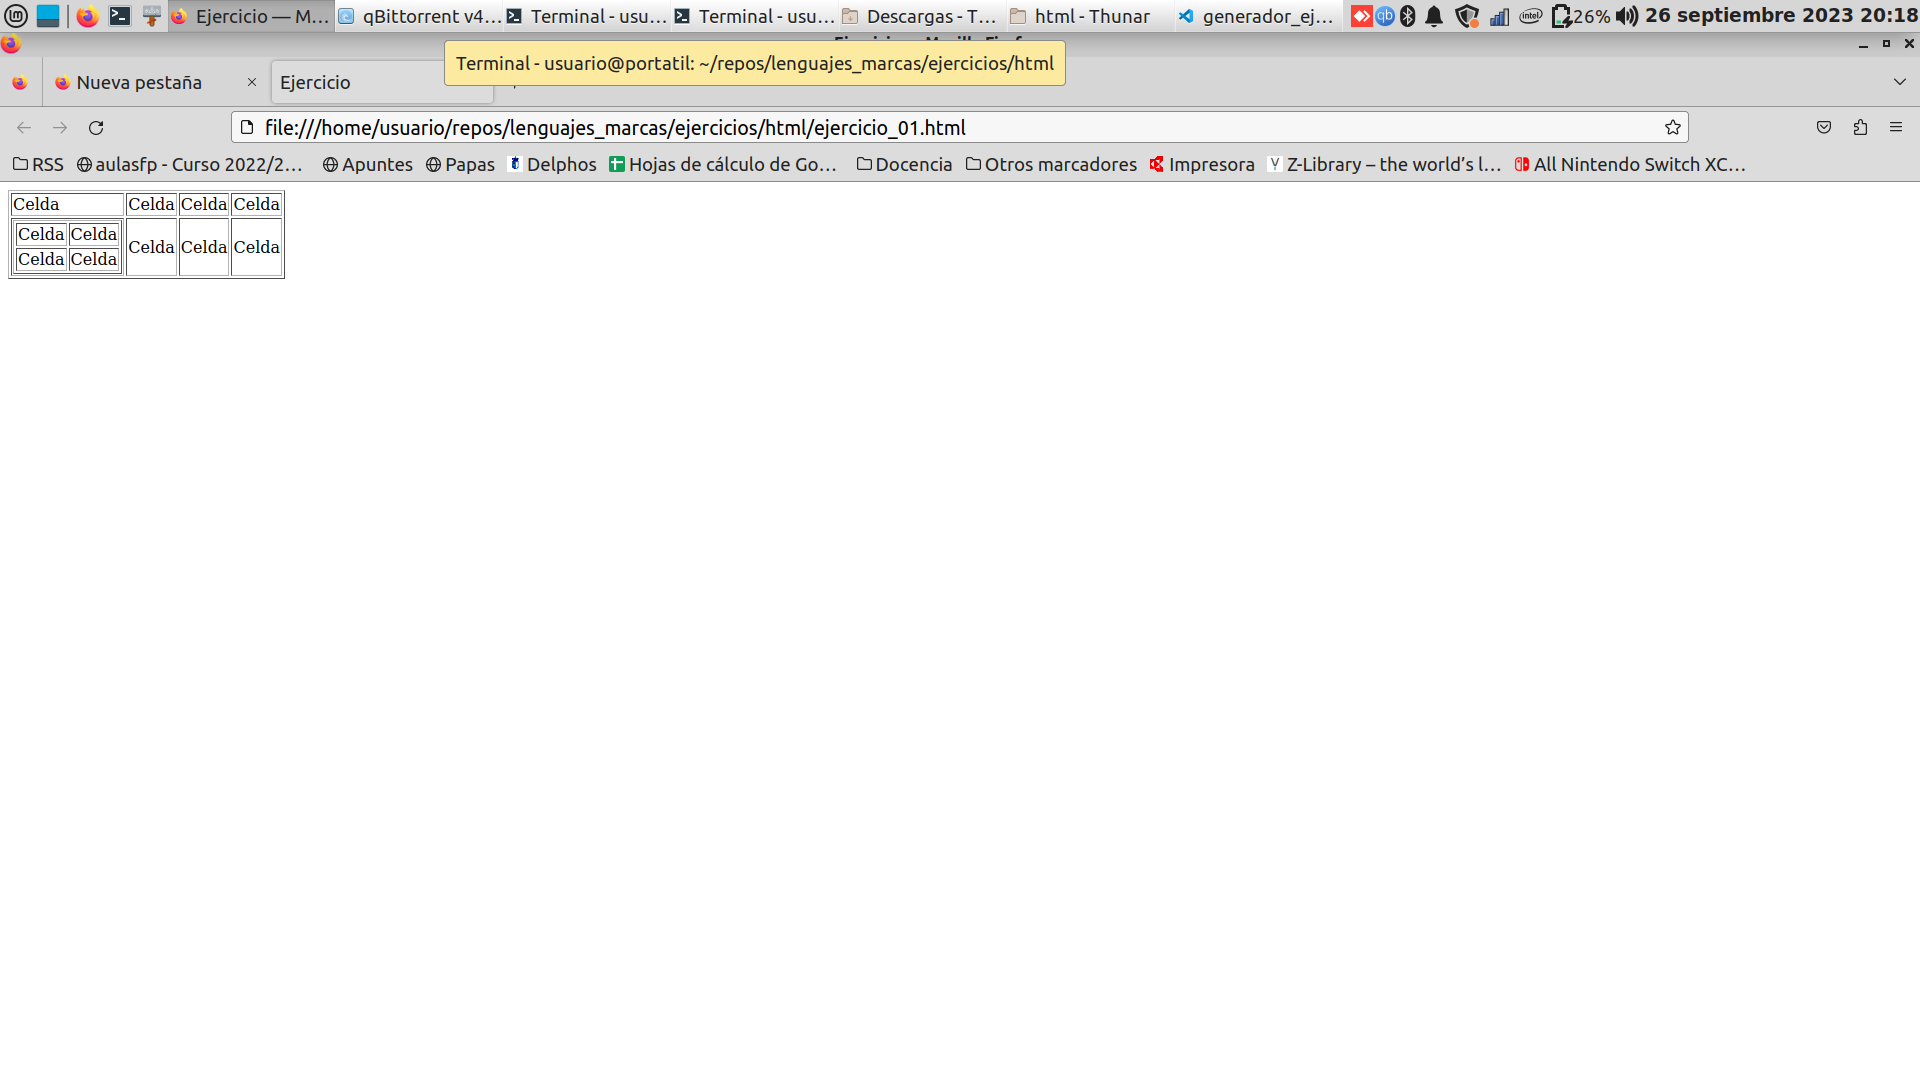 Ejercicio — M... qBittorrent v4... Terminal - usu... Terminal - usu... Descargas - T... html - Thunar generador_ej... qb intel 26% 26 septiembre 2023 20:18
Terminal - usuario@portatil: ~/repos/lenguajes_marcas/ejercicios/html
Nueva pestaña Ejercicio
file:///home/usuario/repos/lenguajes_marcas/ejercicios/html/ejercicio_01.html
RSS aulasfp - Curso 2022/2... Apuntes Papas Delphos Hojas de cálculo de Go... Docencia Otros marcadores Impresora Z-Library – the world's l... All Nintendo Switch XC...
Celda Celda Celda Celda
Celda Celda
Celda Celda Celda
Celda Celda